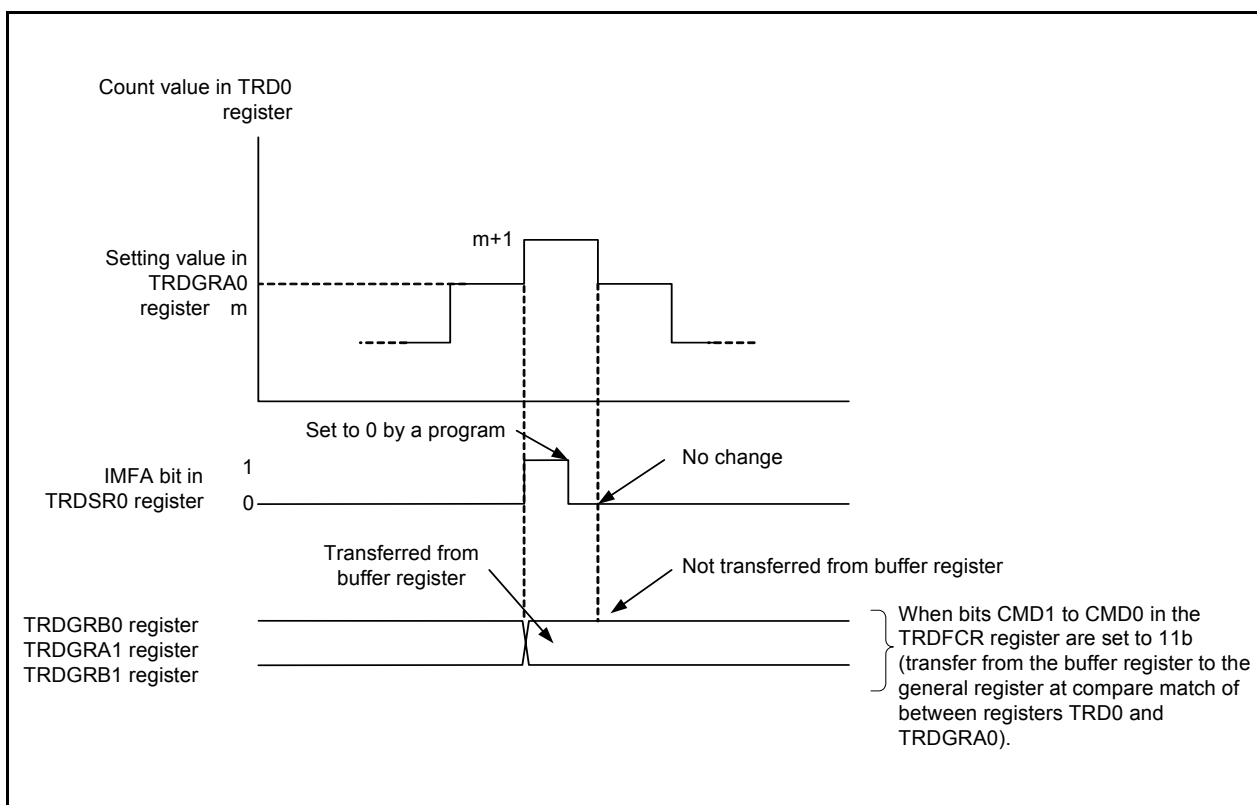 Count value in TRD0
register
m+1
Setting value in
TRDGRA0
register m
Set to 0 by a program
No change
IMFA bit in
TRDSR0 register
1
0
Transferred from
buffer register
Not transferred from buffer register
TRDGRB0 register
TRDGRA1 register
TRDGRB1 register
When bits CMD1 to CMD0 in the
TRDFCR register are set to 11b
(transfer from the buffer register to the
general register at compare match of
between registers TRD0 and
TRDGRA0).